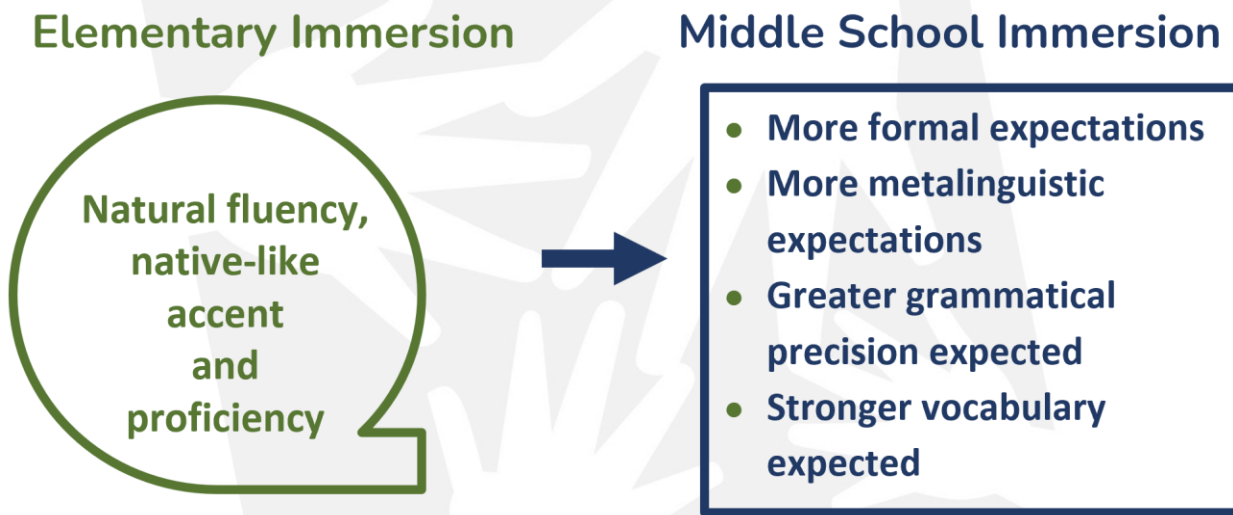 Elementary Immersion
Natural fluency,
native-like
accent
and
proficiency
Middle School Immersion
• More formal expectations
• More metalinguistic
expectations
• Greater grammatical
precision expected
• Stronger vocabulary
expected